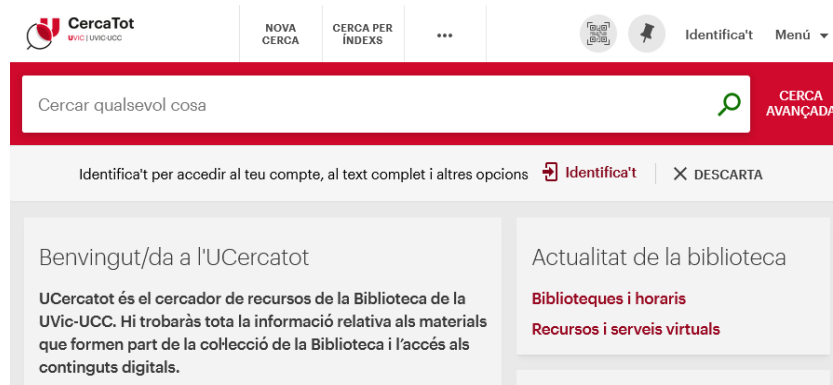 CercaTot
UVIC | UVIC·UCC
NOVA
CERCA
CERCA PER
ÍNDEXS
•••
Identifica't
Menú
Cercar qualsevol cosa
CERCA
AVANÇADA
Identifica't per accedir al teu compte, al text complet i altres opcions
Identifica't
DESCARTA
Benvingut/da a l'UCercatot
UCercatot és el cercador de recursos de la Biblioteca de la
UVic-UCC. Hi trobaràs tota la informació relativa als materials
que formen part de la col·lecció de la Biblioteca i l’accés als
continguts digitals.
Actualitat de la biblioteca
Biblioteques i horaris
Recursos i serveis virtuals